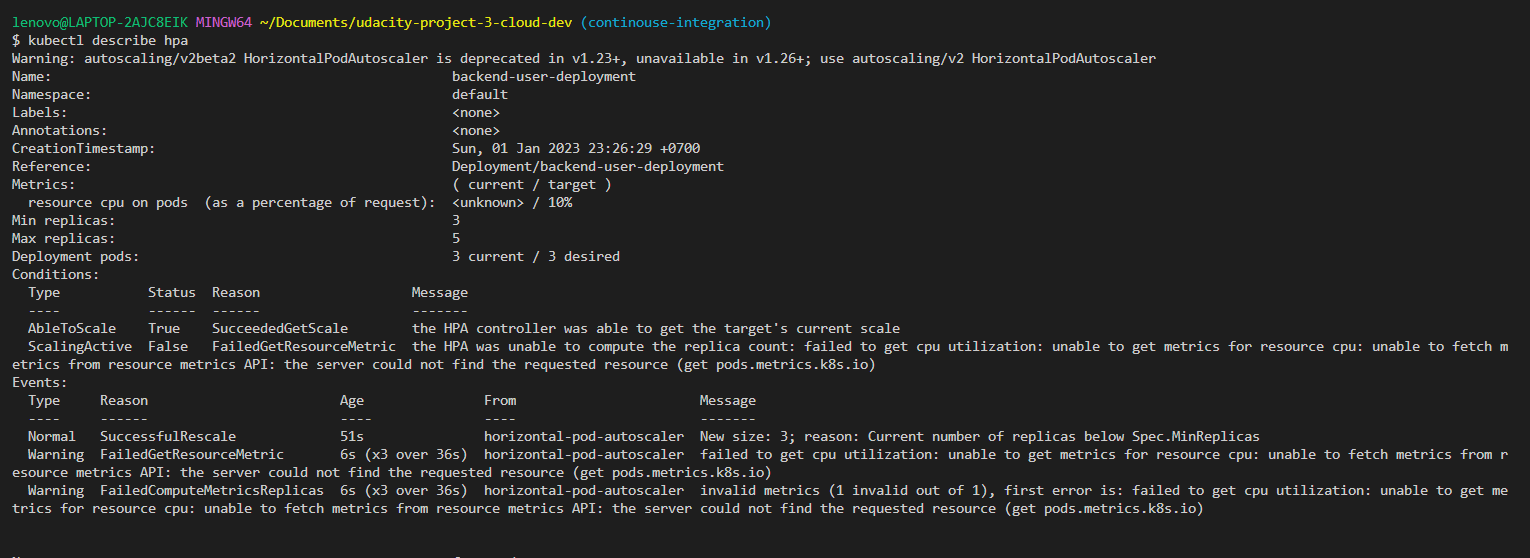 lenovo@LAPTOP-2AJC8EIK MINGW64 ~/Documents/udacity-project-3-cloud-dev (continouse-integration)
$ kubectl describe hpa
Warning: autoscaling/v2beta2 HorizontalPodAutoscaler is deprecated in v1.23+, unavailable in v1.26+; use autoscaling/v2 HorizontalPodAutoscaler
Name: backend-user-deployment
Namespace: default
Labels: <none>
Annotations: <none>
CreationTimestamp: Sun, 01 Jan 2023 23:26:29 +0700
Reference: Deployment/backend-user-deployment
Metrics: ( current / target )
resource cpu on pods (as a percentage of request): <unknown> / 10%
Min replicas: 3
Max replicas: 5
Deployment pods: 3 current / 3 desired
Conditions:
Type Status Reason Message
---- ------ ------ -------
AbleToScale True SucceededGetScale the HPA controller was able to get the target's current scale
ScalingActive False FailedGetResourceMetric the HPA was unable to compute the replica count: failed to get cpu utilization: unable to get metrics for resource cpu: unable to fetch m
etrics from resource metrics API: the server could not find the requested resource (get pods.metrics.k8s.io)
Events:
Type Reason Age From Message
---- ------ ---- ---- -------
Normal SuccessfulRescale 51s horizontal-pod-autoscaler New size: 3; reason: Current number of replicas below Spec.MinReplicas
Warning FailedGetResourceMetric 6s (x3 over 36s) horizontal-pod-autoscaler failed to get cpu utilization: unable to get metrics for resource cpu: unable to fetch metrics from r
esource metrics API: the server could not find the requested resource (get pods.metrics.k8s.io)
Warning FailedComputeMetricsReplicas 6s (x3 over 36s) horizontal-pod-autoscaler invalid metrics (1 invalid out of 1), first error is: failed to get cpu utilization: unable to get me
trics for resource cpu: unable to fetch metrics from resource metrics API: the server could not find the requested resource (get pods.metrics.k8s.io)